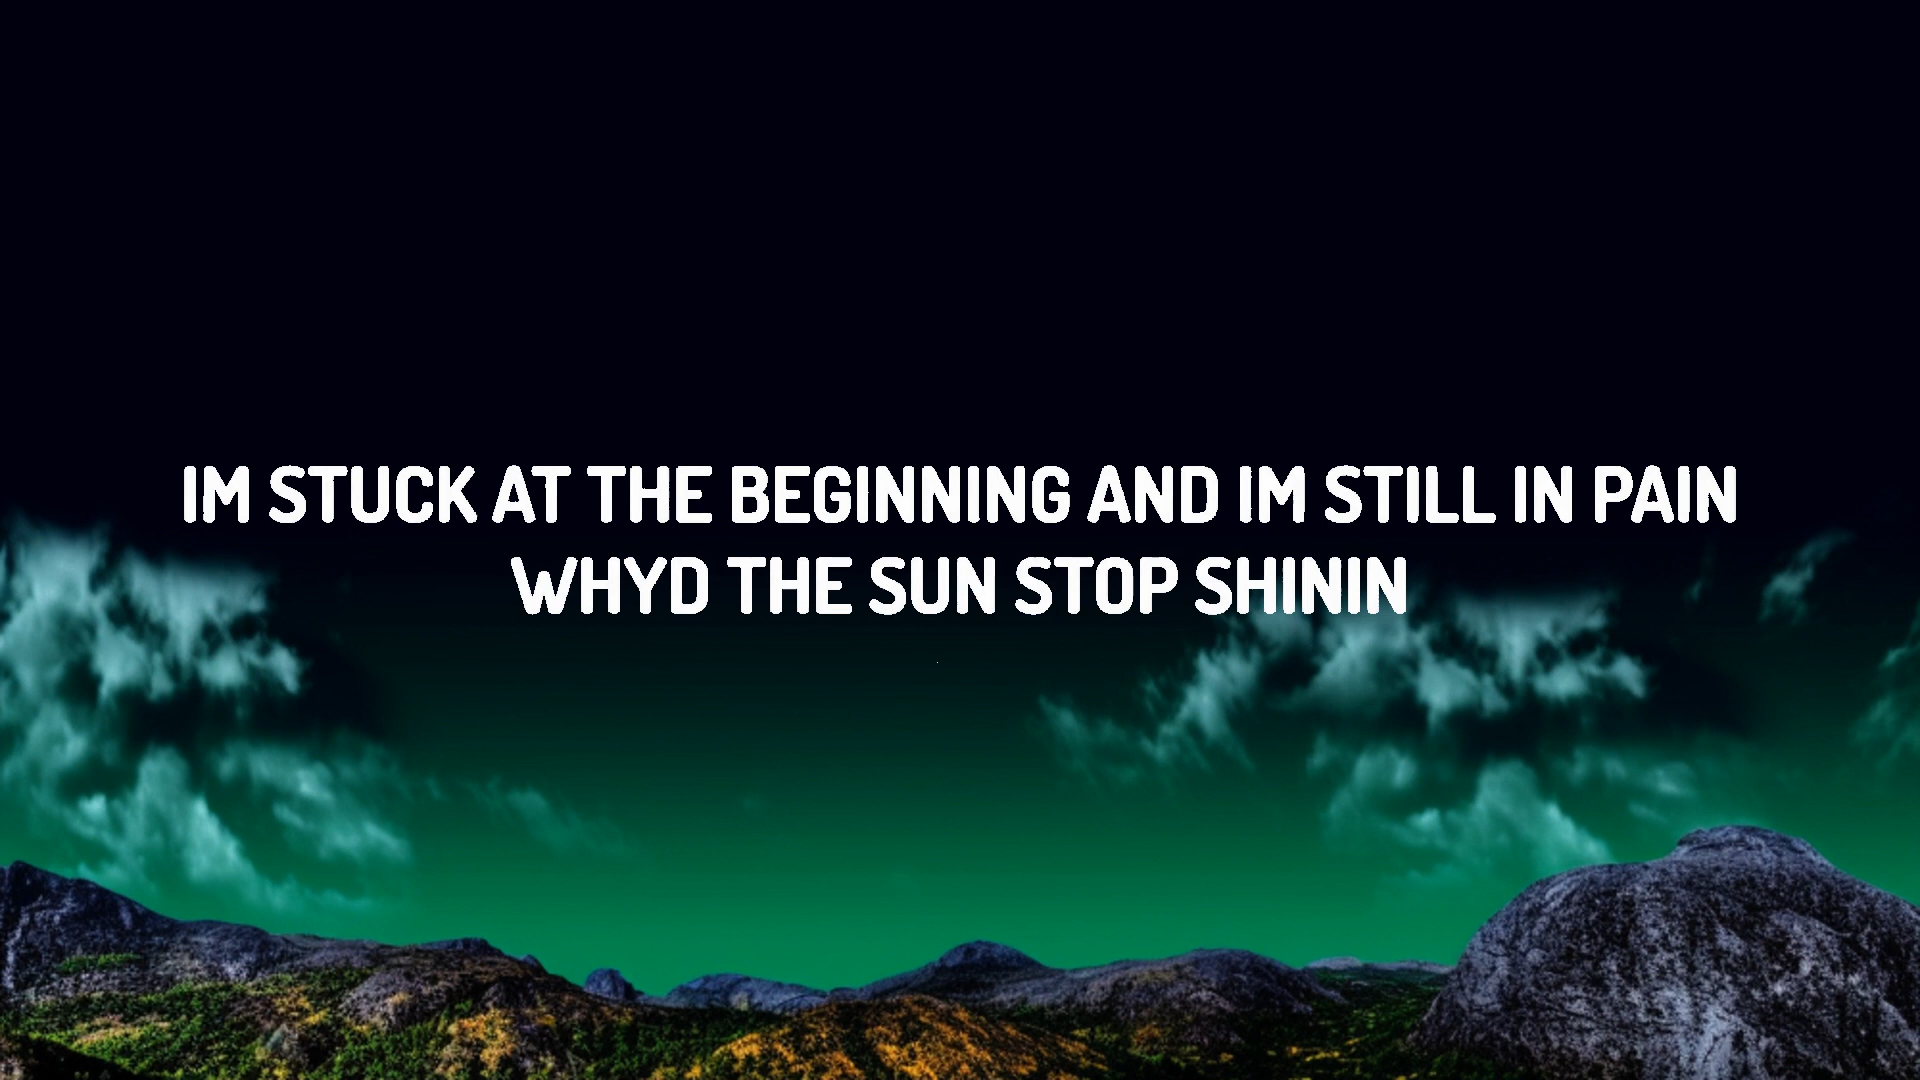 IM STUCK AT THE BEGINNING AND IM STILL IN PAIN
WHYD THE SUN STOP SHININ